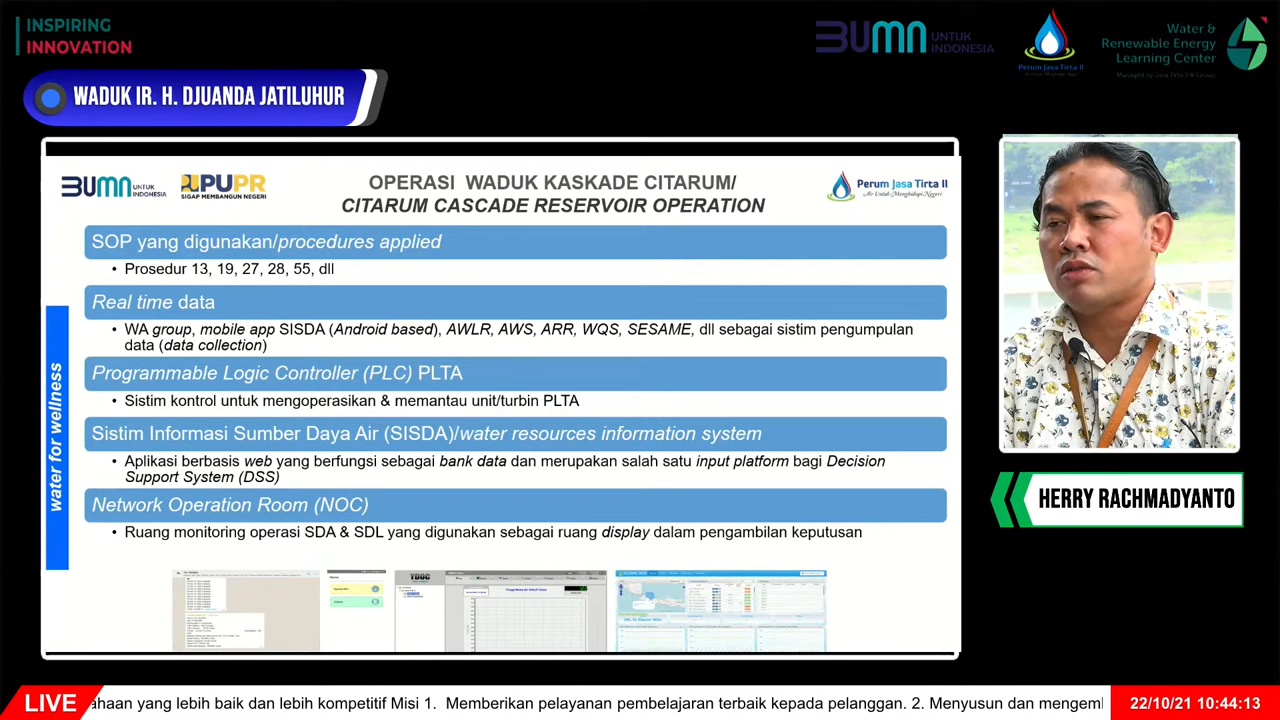 INSPIRING
INNOVATION
BUMN UNTUK
INDONESIA
Perum Jasa Tirta II
Water &
Renewable Energy
Learning Center
WADUK IR. H. DJUANDA JATILUHUR
BUMN UNTUK
INDONESIA
PUPR
SIGAP MEMBANGUN NEGERI
OPERASI WADUK KASKADE CITARUM/
CITARUM CASCADE RESERVOIR OPERATION
Perum Jasa Tirta II
Air Untuk Menghidupi Negeri
SOP yang digunakan/procedures applied
• Prosedur 13, 19, 27, 28, 55, dll
Real time data
• WA group, mobile app SISDA (Android based), AWLR, AWS, ARR, WQS, SESAME, dll sebagai sistim pengumpulan
data (data collection)
Programmable Logic Controller (PLC) PLTA
• Sistim kontrol untuk mengoperasikan & memantau unit/turbin PLTA
Sistim Informasi Sumber Daya Air (SISDA)/water resources information system
• Aplikasi berbasis web yang berfungsi sebagai bank data dan merupakan salah satu input platform bagi Decision
Support System (DSS)
Network Operation Room (NOC)
• Ruang monitoring operasi SDA & SDL yang digunakan sebagai ruang display dalam pengambilan keputusan
water for wellness
YDOC
HERRY RACHMADYANTO
LIVE
ahaan yang lebih baik dan lebih kompetitif Misi 1. Memberikan pelayanan pembelajaran terbaik kepada pelanggan. 2. Menyusun dan mengeml
22/10/21 10:44:13